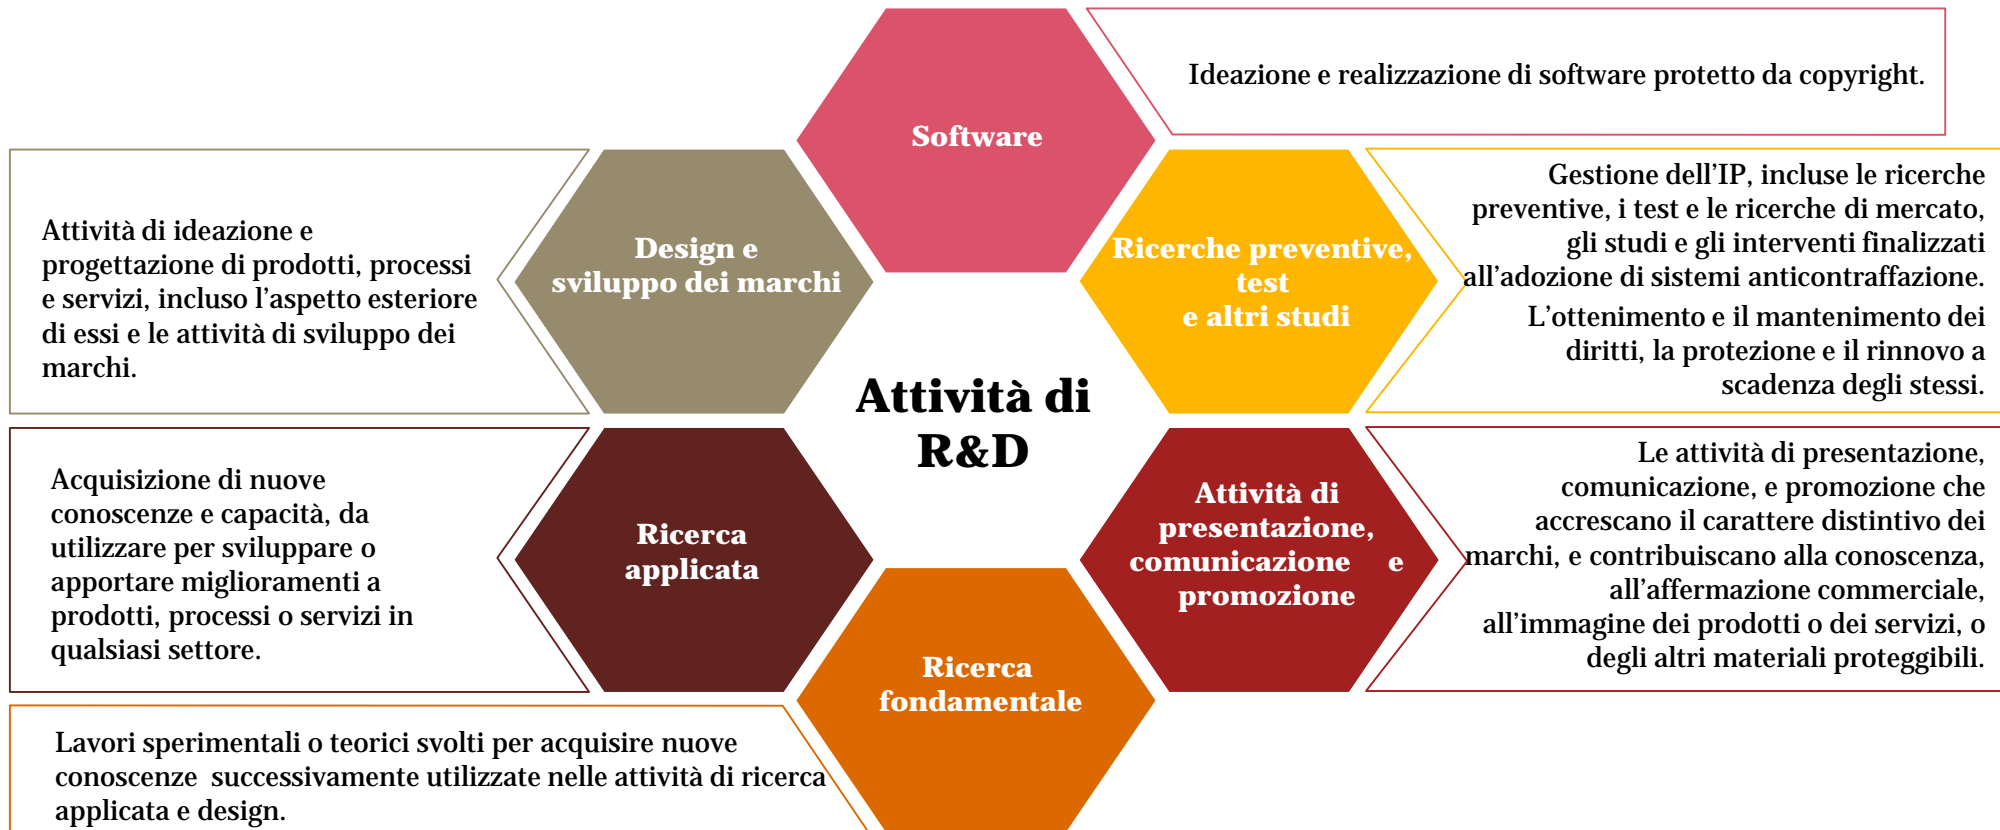 Software
Ideazione e realizzazione di software protetto da copyright.
Attività di ideazione e
progettazione di prodotti, processi
e servizi, incluso l'aspetto esteriore
di essi e le attività di sviluppo dei
marchi.
Design e
sviluppo dei marchi
Ricerche preventive,
test
e altri studi
Gestione dell'IP, incluse le ricerche
preventive, i test e le ricerche di mercato,
gli studi e gli interventi finalizzati
all'adozione di sistemi anticontraffazione.
L'ottenimento e il mantenimento dei
diritti, la protezione e il rinnovo a
scadenza degli stessi.
Attività di
R&D
Acquisizione di nuove
conoscenze e capacità, da
utilizzare per sviluppare o
apportare miglioramenti a
prodotti, processi o servizi in
qualsiasi settore.
Ricerca
applicata
Attività di
presentazione,
comunicazione e
promozione
Le attività di presentazione,
comunicazione, e promozione che
accrescano il carattere distintivo dei
marchi, e contribuiscano alla conoscenza,
all'affermazione commerciale,
all'immagine dei prodotti o dei servizi, o
degli altri materiali proteggibili.
Ricerca
fondamentale
Lavori sperimentali o teorici svolti per acquisire nuove
conoscenze successivamente utilizzate nelle attività di ricerca
applicata e design.